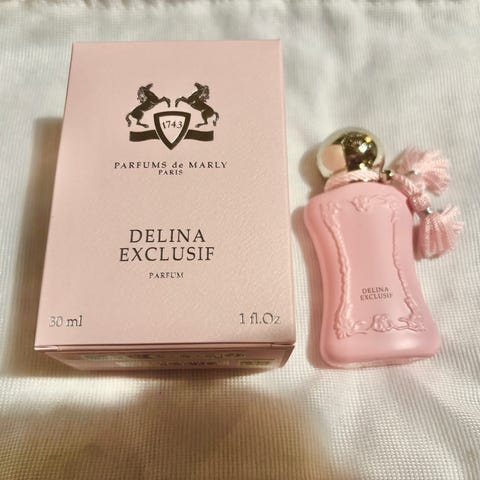 1743
PARFUMS de MARLY
PARIS
DELINA
EXCLUSIF
PARFUM
30 ml
1 fl.Oz
DELINA
EXCLUSIF